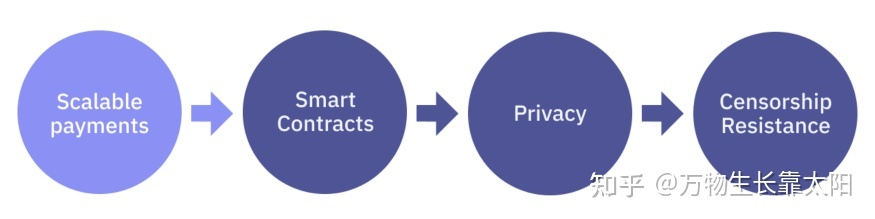 Scalable
payments
Smart
Contracts
Privacy
Censorship
Resistance
知乎 @万物生长靠太阳